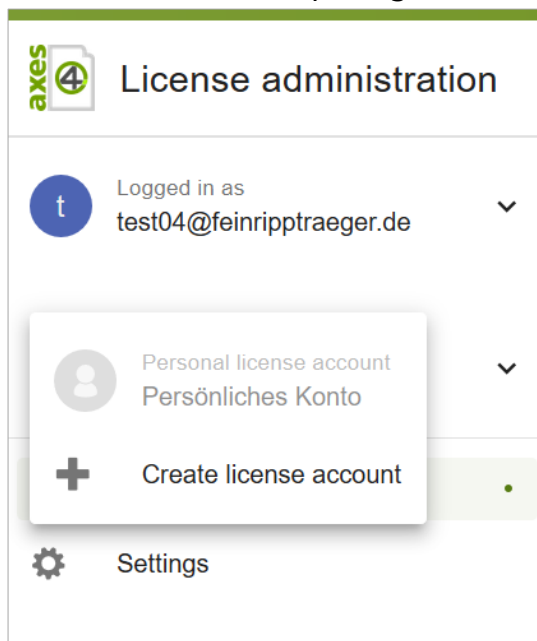 axes
4
License administration
t
Logged in as
test04@feinripptraeger.de
Personal license account
Persönliches Konto
Create license account
Settings